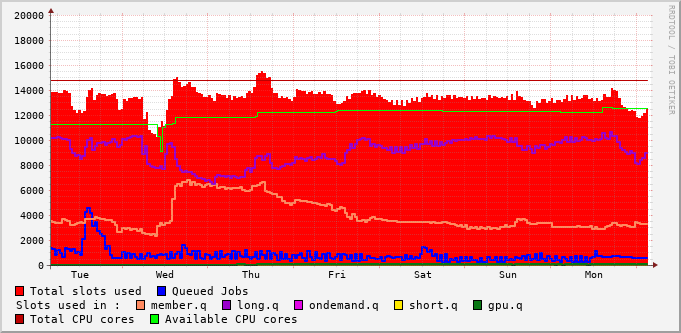 20000
18000
16000
14000
12000
10000
8000
6000
4000
2000
0
Tue Wed Thu Fri Sat Sun Mon
RRDTOOL / TOBI OETIKER
Total slots used Queued Jobs
Slots used in : member.q long.q ondemand.q short.q gpu.q
Total CPU cores Available CPU cores